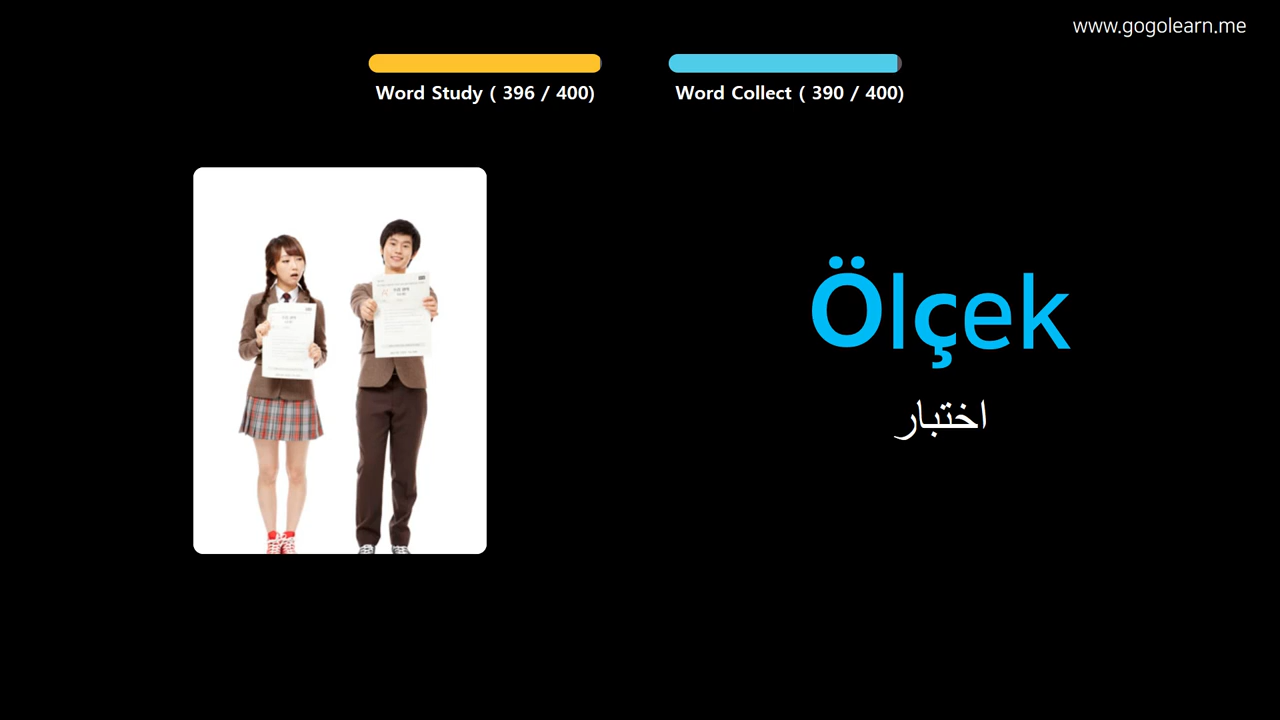 www.gogolearn.me
Word Study ( 396 / 400)
Word Collect ( 390 / 400)
Ölçek
اختبار